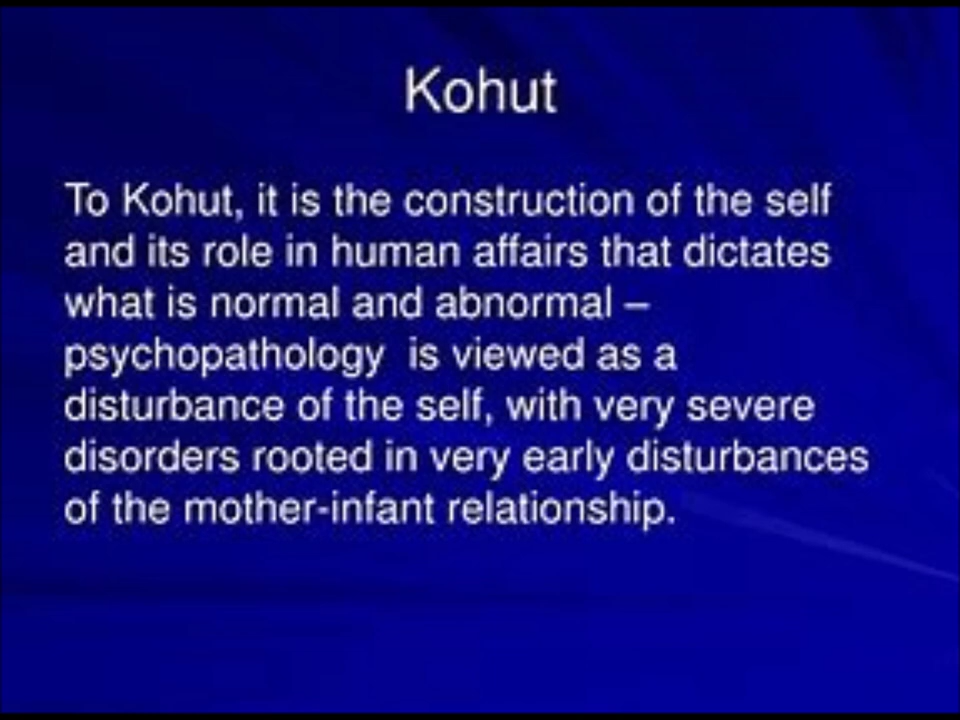 Kohut
To Kohut, it is the construction of the self
and its role in human affairs that dictates
what is normal and abnormal –
psychopathology  is viewed as a
disturbance of the self, with very severe
disorders rooted in very early disturbances
of the mother-infant relationship.